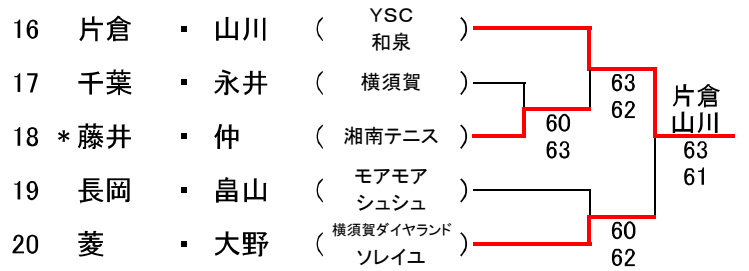 16 片倉 ・ 山川 ( YSC 和泉 )
17 千葉 ・ 永井 ( 横須賀 )
18 *藤井 ・ 仲 ( 湘南テニス )
19 長岡 ・ 畠山 ( モアモア シュシュ )
20 菱 ・ 大野 ( 横須賀ダイヤランド ソレイユ )
60
63
63
62
60
62
片倉
山川
63
61